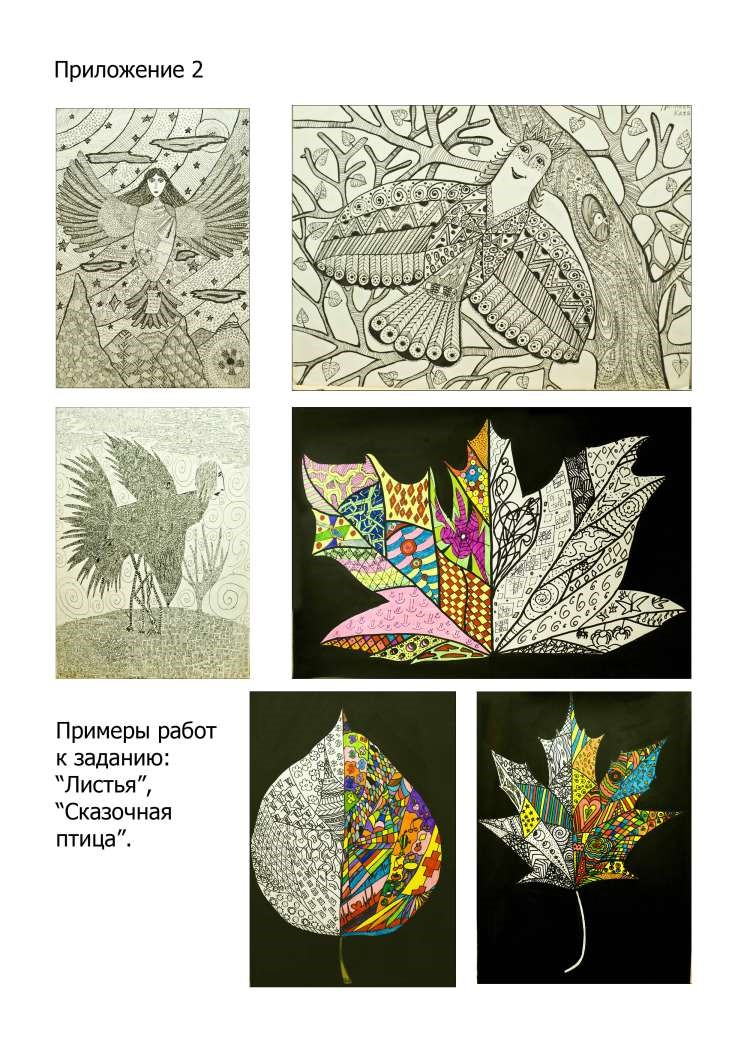 Приложение 2
Примеры работ
к заданию:
“Листья”,
“Сказочная
птица”.